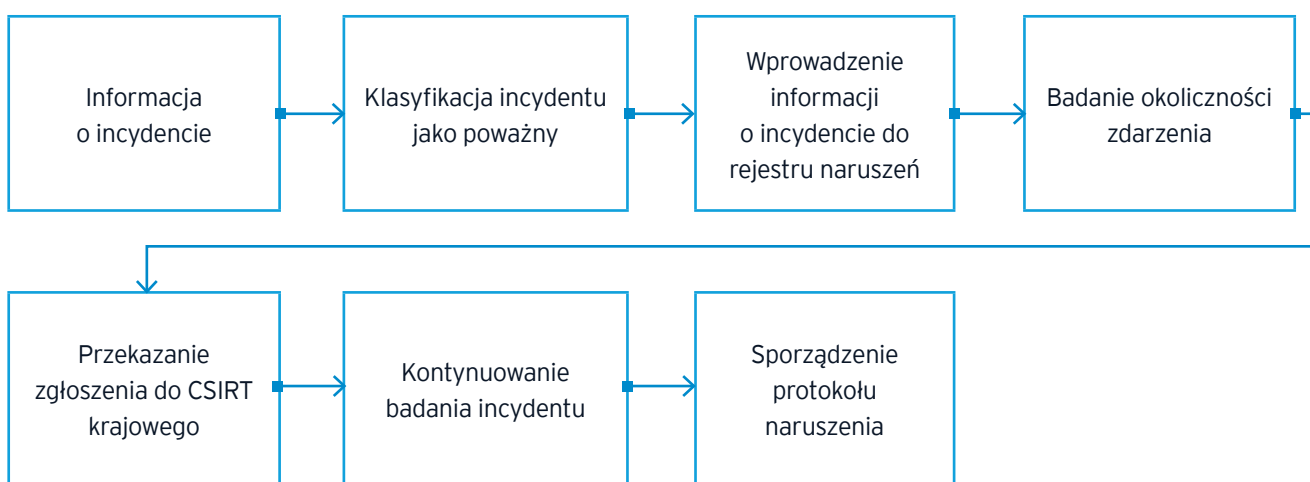 Informacja
o incydencie
Klasyfikacja incydentu
jako poważny
Wprowadzenie
informacji
o incydencie do
rejestru naruszeń
Badanie okoliczności
zdarzenia
Przekazanie
zgłoszenia do CSIRT
krajowego
Kontynuowanie
badania incydentu
Sporządzenie
protokołu
naruszenia